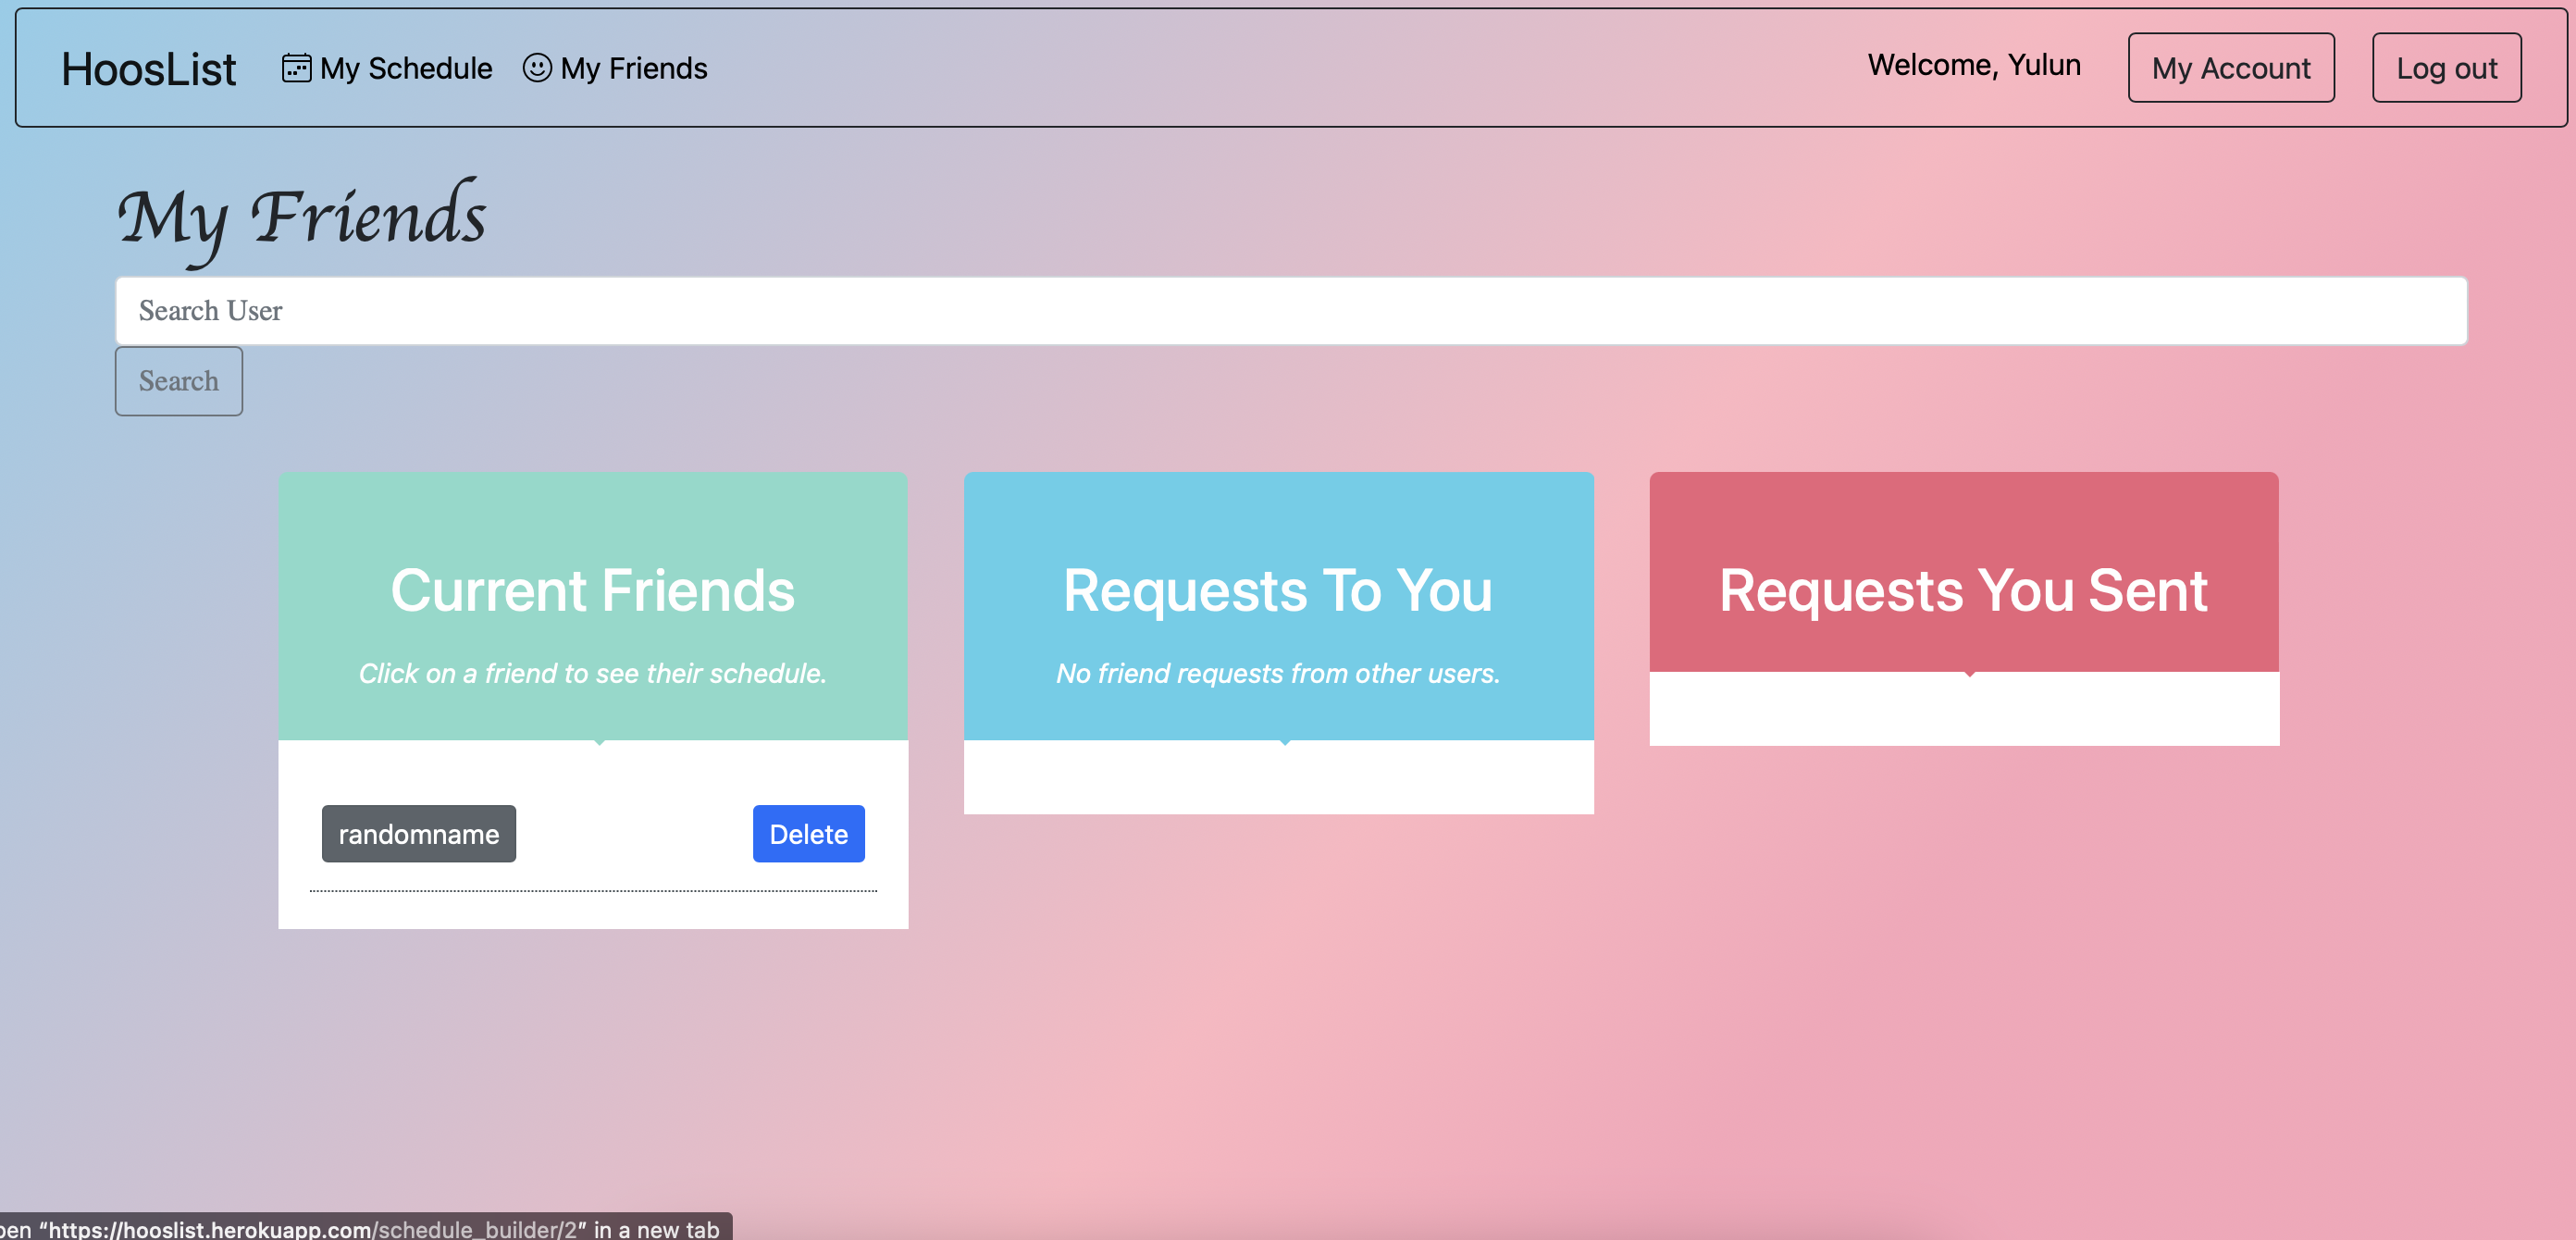 HoosList My Schedule My Friends Welcome, Yulun My Account Log out
My Friends
Search User
Search
Current Friends
Click on a friend to see their schedule.
randomname Delete
Requests To You
No friend requests from other users.
Requests You Sent
pen “https://hooslist.herokuapp.com/schedule_builder/2” in a new tab